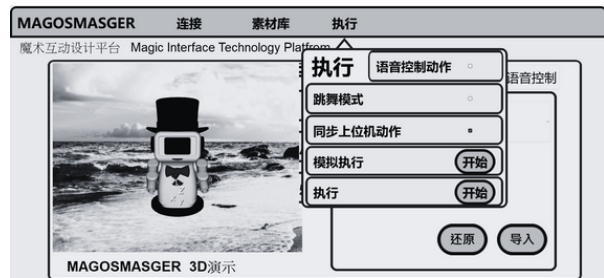 MAGOSMASGER 连接 素材库 执行
魔术互动设计平台 Magic Interface Technology Platfrom
执行 语音控制动作
语音控制
跳舞模式
同步上位机动作
模拟执行 开始
执行 开始
还原 导入
MAGOSMASGER 3D演示